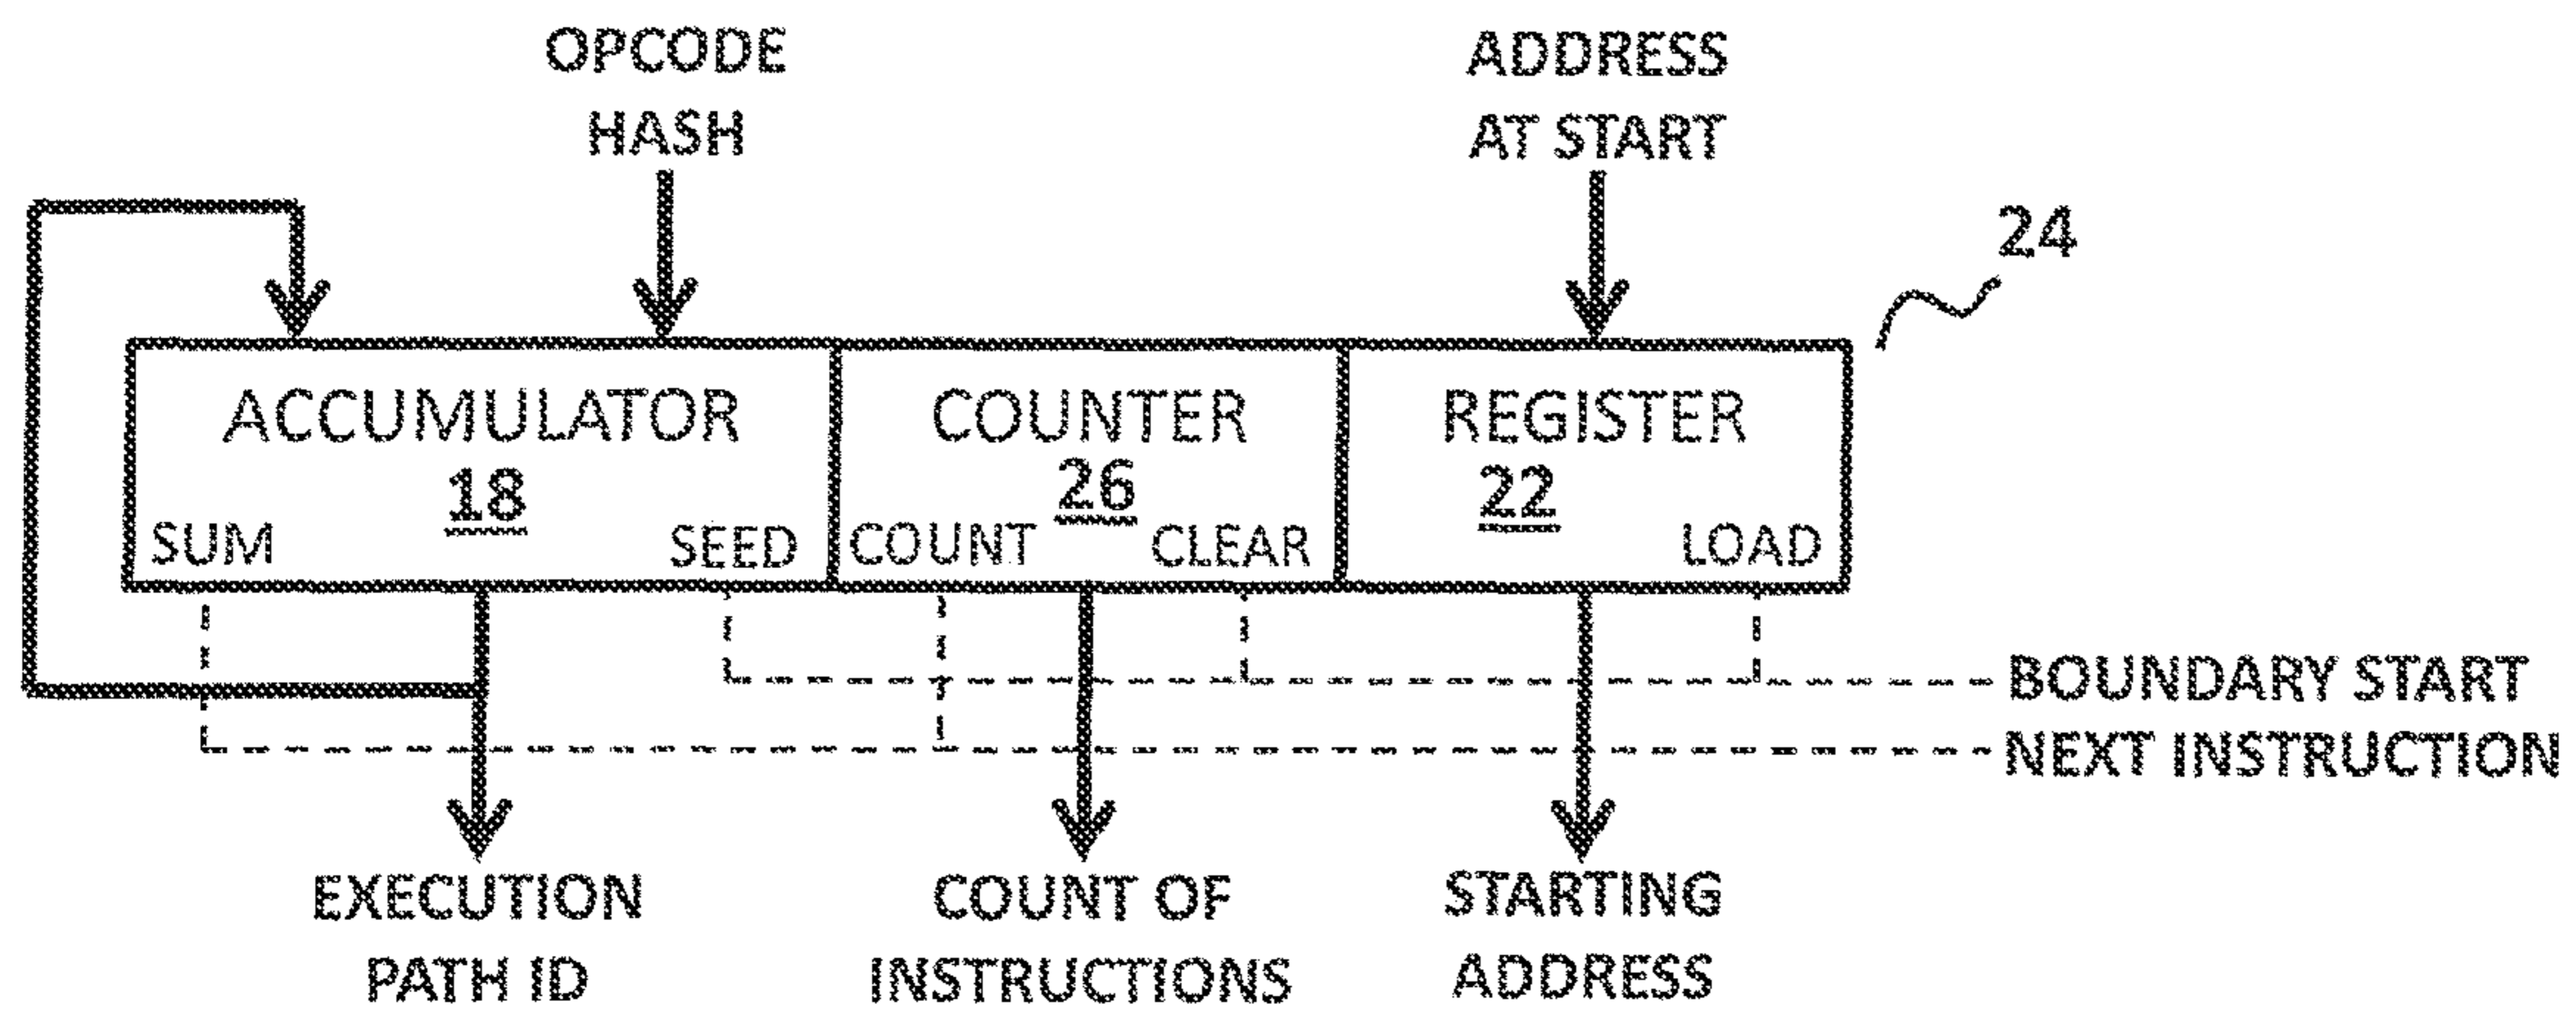 OPCODE
HASH
ADDRESS
AT START
24
ACCUMULATOR
18
SUM
SEED
COUNTER
26
COUNT
CLEAR
REGISTER
22
LOAD
BOUNDARY START
NEXT INSTRUCTION
EXECUTION
PATH ID
COUNT OF
INSTRUCTIONS
STARTING
ADDRESS